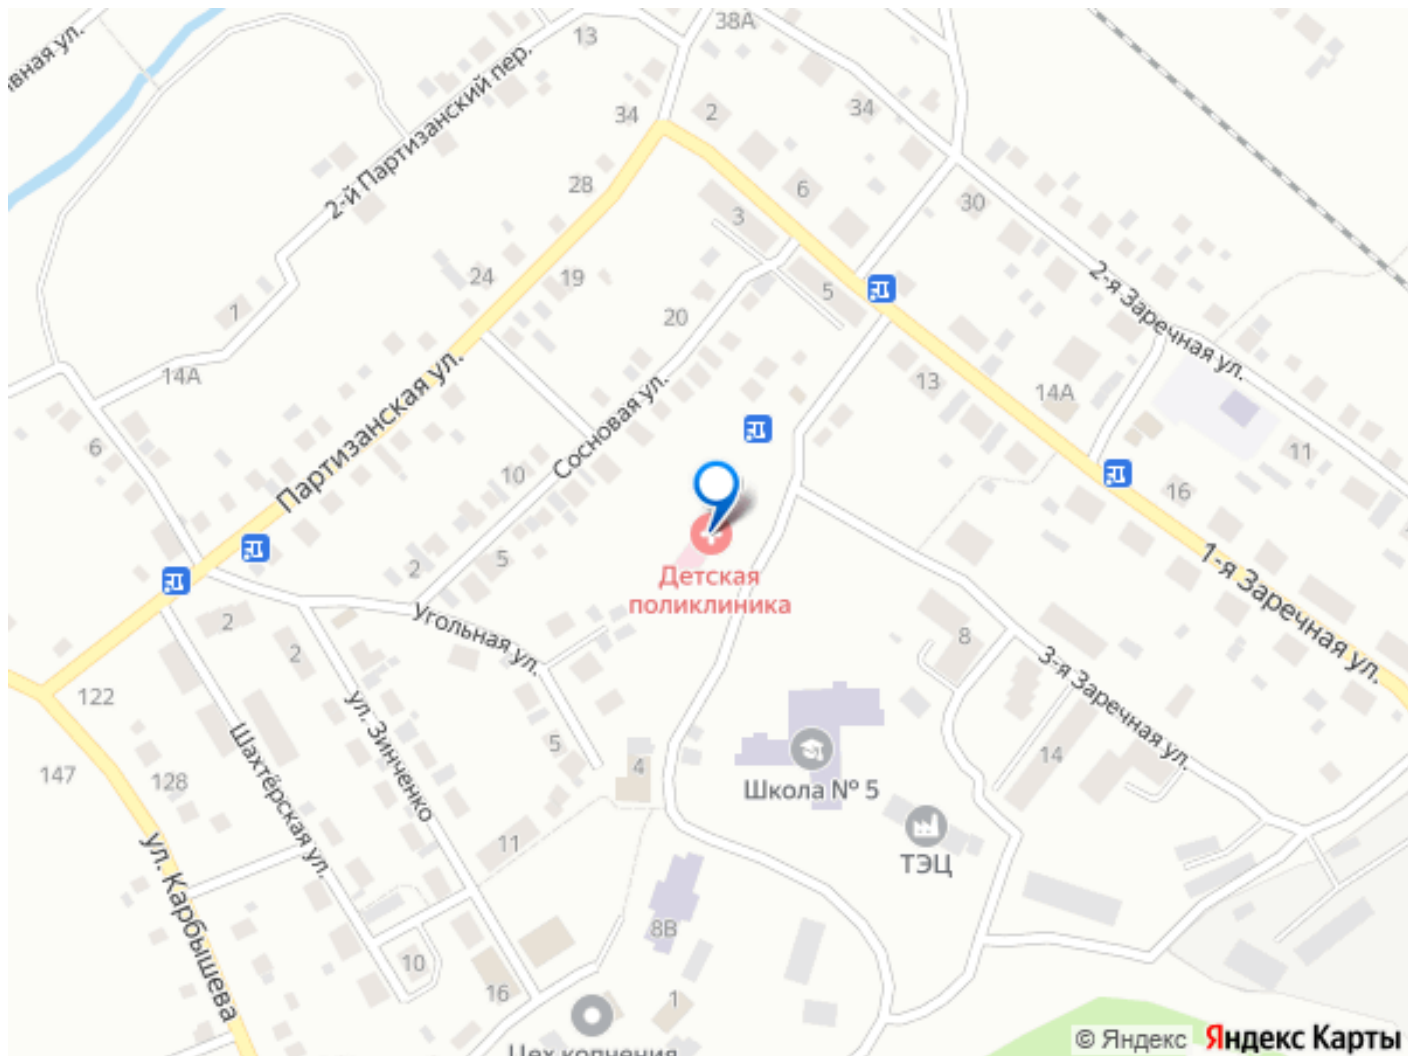 38А
13
вная ул.
2-й Партизанский пер.
34
2
34
6
28
30
3
24
19
5
2-я Заречная ул.
1
20
14А
13
14А
Партизанская ул.
Сосновая ул.
6
10
11
16
1-я Заречная ул.
5
2
Детская
поликлиника
2
Угольная ул.
8
2
3-я Заречная ул.
122
ул. Зинченко
Шахтёрская ул.
5
14
147
128
4
Школа № 5
11
ТЭЦ
ул. Карбышева
8В
10
16
1
Цех копчения
© Яндекс
Яндекс Карты